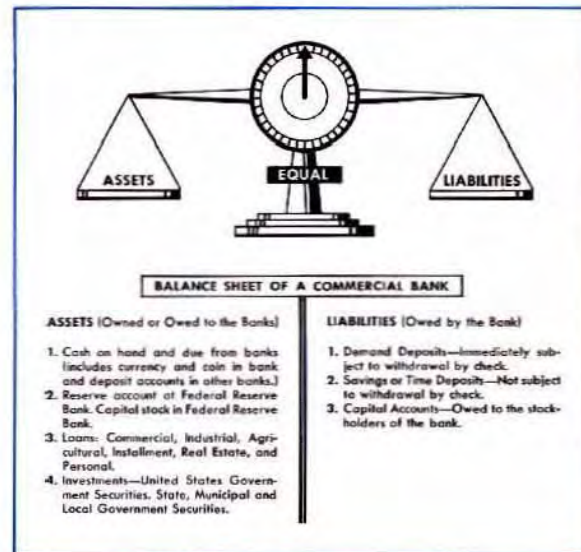 ASSETS
EQUAL
LIABILITIES
BALANCE SHEET OF A COMMERCIAL BANK
ASSETS (Owned or Owed to the Banks)
1. Cash on hand and due from banks
(includes currency and coin in bank
and deposit accounts in other banks.)
2. Reserve account at Federal Reserve
Bank. Capital stock in Federal Reserve
Bank.
3. Loans: Commercial, Industrial, Agri-
cultural, Installment, Real Estate, and
Personal.
4. Investments—United States Govern-
ment Securities. State, Municipal and
Local Government Securities.
LIABILITIES (Owed by the Bank)
1. Demand Deposits—Immediately sub-
ject to withdrawal by check.
2. Savings or Time Deposits—Not subject
to withdrawal by check.
3. Capital Accounts—Owed to the stock-
holders of the bank.